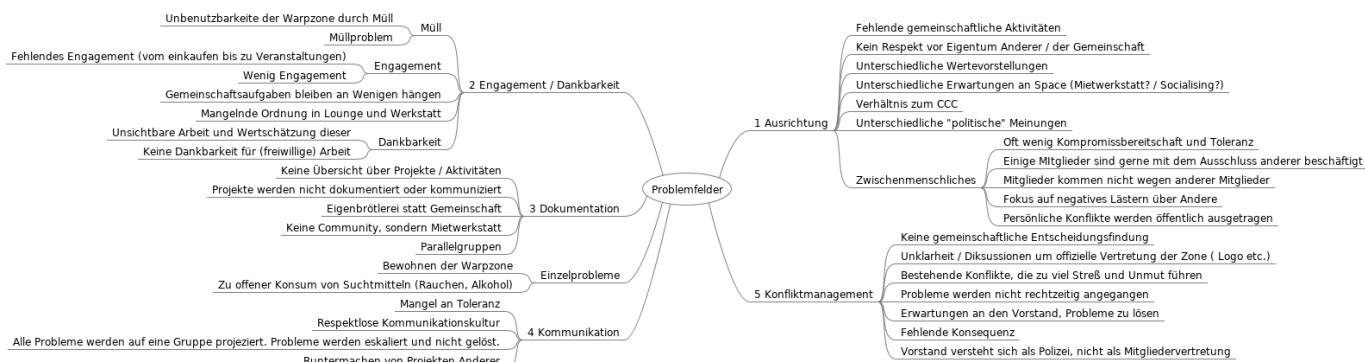 Problemfelder
1 Ausrichtung
Fehlende gemeinschaftliche Aktivitäten
Kein Respekt vor Eigentum Anderer / der Gemeinschaft
Unterschiedliche Wertevorstellungen
Unterschiedliche Erwartungen an Space (Mietwerkstatt? / Socialising?)
Verhältnis zum CCC
Unterschiedliche "politische" Meinungen
Zwischenmenschliches
Oft wenig Kompromissbereitschaft und Toleranz
Einige MItglieder sind gerne mit dem Ausschluss anderer beschäftigt
Mitglieder kommen nicht wegen anderer Mitglieder
Fokus auf negatives Lästern über Andere
Persönliche Konflikte werden öffentlich ausgetragen
2 Engagement / Dankbarkeit
Müll
Unbenutzbarkeite der Warpzone durch Müll
Müllproblem
Engagement
Fehlendes Engagement (vom einkaufen bis zu Veranstaltungen)
Wenig Engagement
Gemeinschaftsaufgaben bleiben an Wenigen hängen
Mangelnde Ordnung in Lounge und Werkstatt
Dankbarkeit
Unsichtbare Arbeit und Wertschätzung dieser
Keine Dankbarkeit für (freiwillige) Arbeit
3 Dokumentation
Keine Übersicht über Projekte / Aktivitäten
Projekte werden nicht dokumentiert oder kommuniziert
Eigenbrötlerei statt Gemeinschaft
Keine Community, sondern Mietwerkstatt
Parallelgruppen
Einzelprobleme
Bewohnen der Warpzone
Zu offener Konsum von Suchtmitteln (Rauchen, Alkohol)
4 Kommunikation
Mangel an Toleranz
Respektlose Kommunikationskultur
Alle Probleme werden auf eine Gruppe projeziert. Probleme werden eskaliert und nicht gelöst.
Runtermachen von Projekten Anderer
5 Konfliktmanagement
Keine gemeinschaftliche Entscheidungsfindung
Unklarheit / Diksussionen um offizielle Vertretung der Zone ( Logo etc.)
Bestehende Konflikte, die zu viel Streß und Unmut führen
Probleme werden nicht rechtzeitig angegangen
Erwartungen an den Vorstand, Probleme zu lösen
Fehlende Konsequenz
Vorstand versteht sich als Polizei, nicht als Mitgliedervertretung